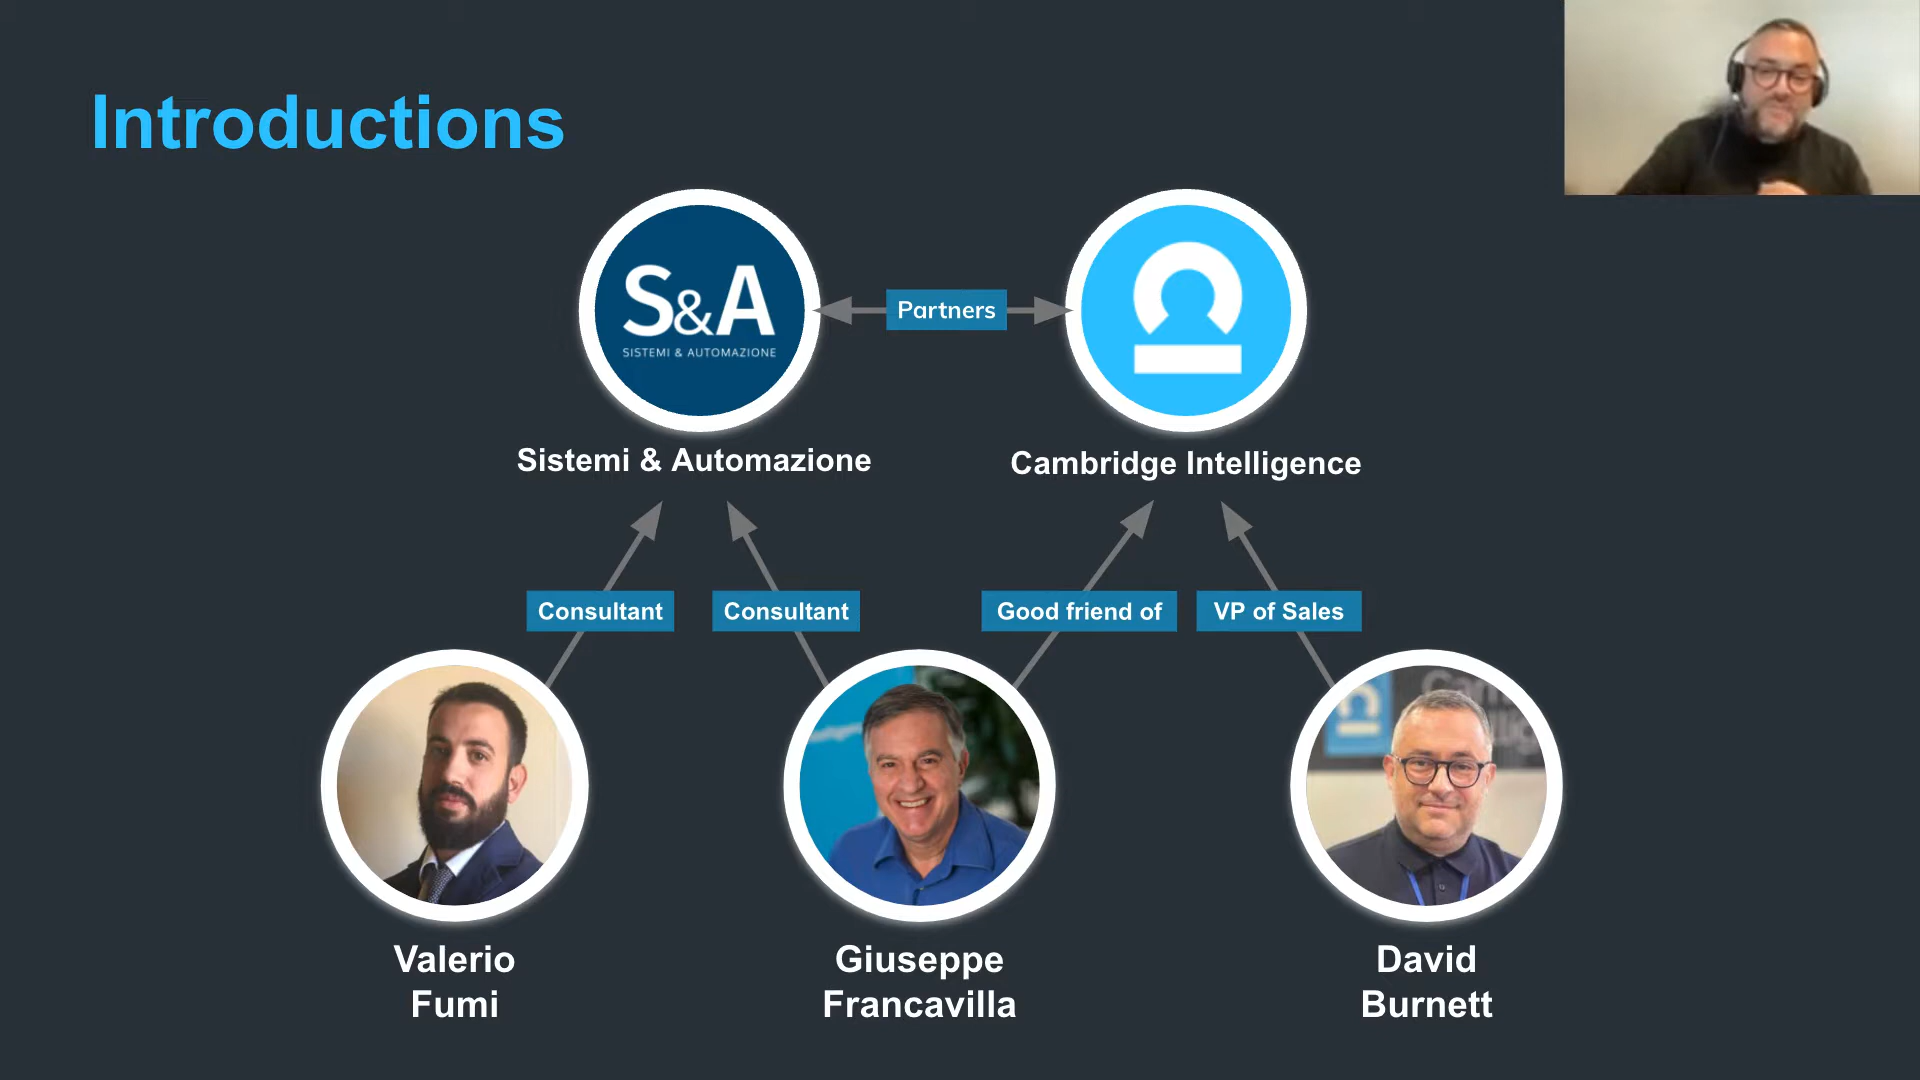 Introductions
S&A
SISTEMI & AUTOMAZIONE
Partners
Sistemi & Automazione
Cambridge Intelligence
Consultant
Consultant
Good friend of
VP of Sales
Valerio
Fumi
Giuseppe
Francavilla
David
Burnett